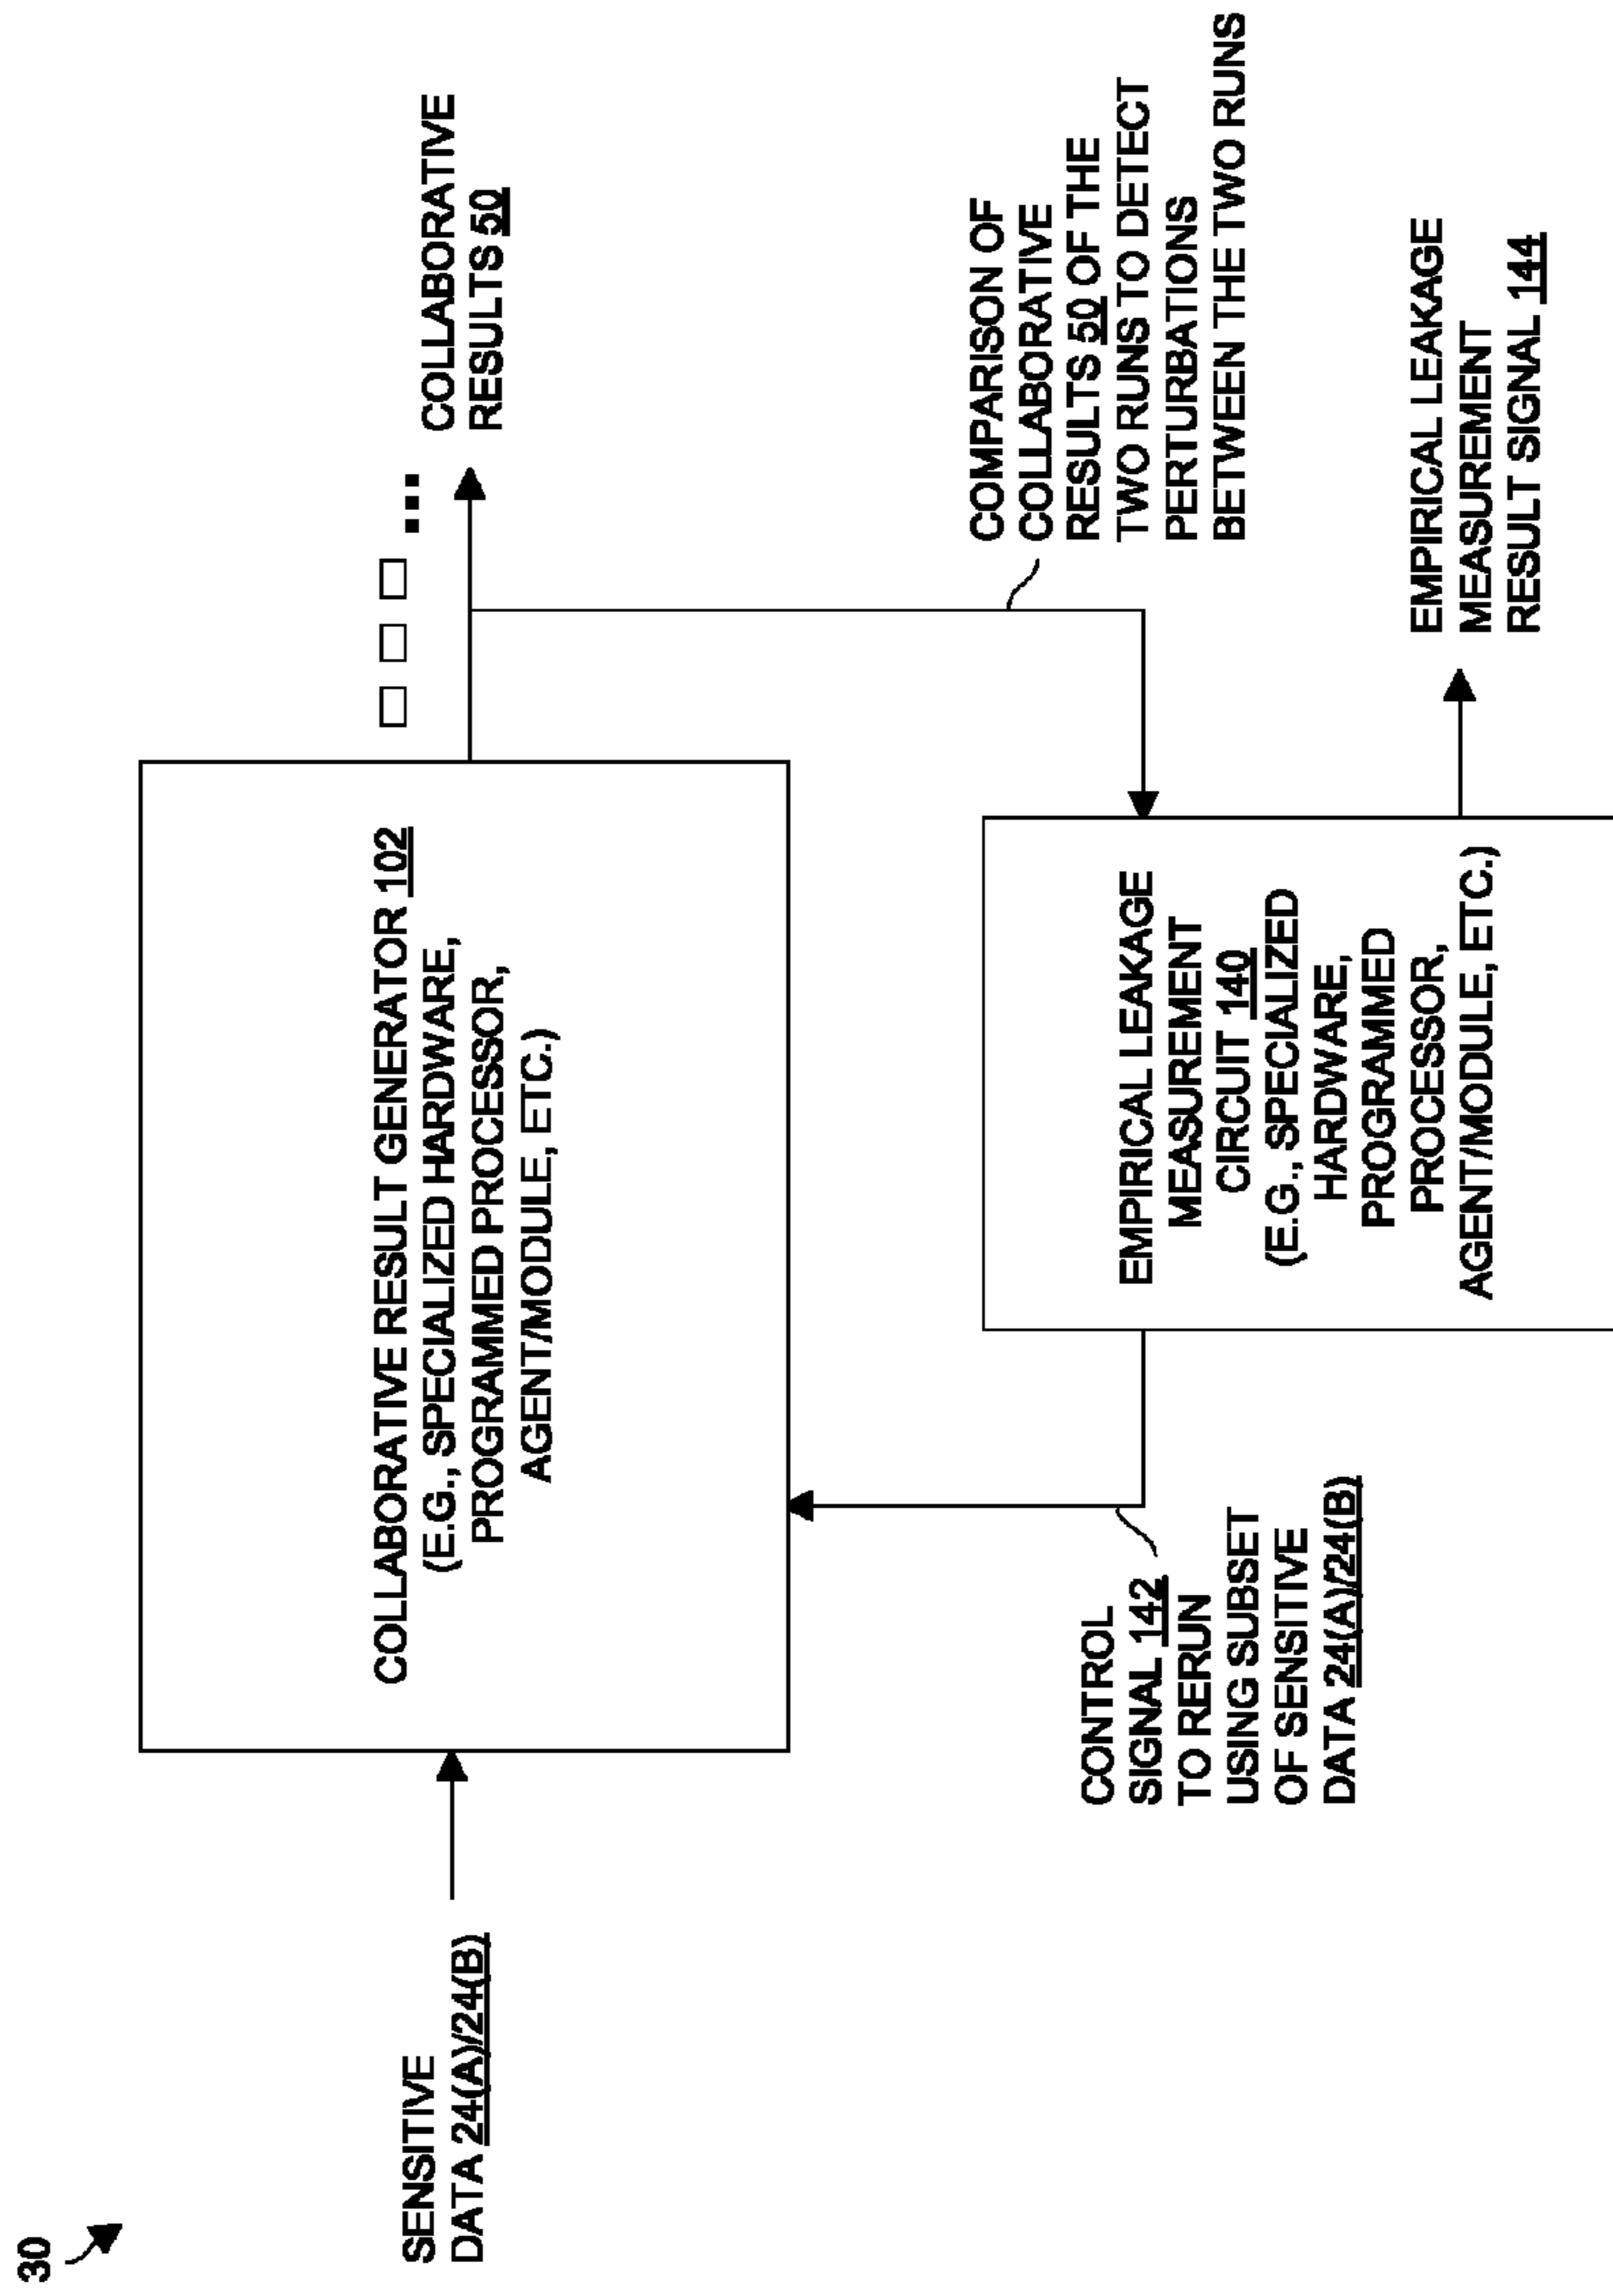 30
SENSITIVE
DATA 24(A)/24(B)
COLLABORATIVE RESULT GENERATOR 102
(E.G., SPECIALIZED HARDWARE,
PROGRAMMED PROCESSOR,
AGENT/MODULE, ETC.)
COLLABORATIVE
RESULTS 50
CONTROL
SIGNAL 142
TO RERUN
USING SUBSET
OF SENSITIVE
DATA 24(A)/24(B)
EMPIRICAL LEAKAGE
MEASUREMENT
CIRCUIT 140
(E.G., SPECIALIZED
HARDWARE,
PROGRAMMED
PROCESSOR,
AGENT/MODULE, ETC.)
COMPARISON OF
COLLABORATIVE
RESULTS 50 OF THE
TWO RUNS TO DETECT
PERTURBATIONS
BETWEEN THE TWO RUNS
EMPIRICAL LEAKAGE
MEASUREMENT
RESULT SIGNAL 144